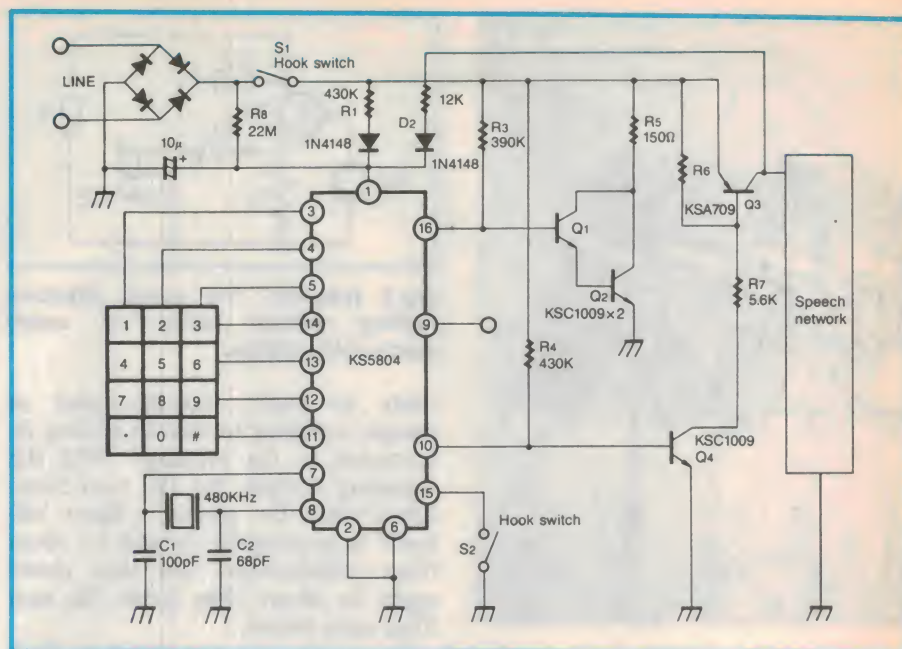 S1
Hook switch
LINE
R8
22M
10µ
+
430K
R1
1N4148
D2
12K
1N4148
R3
390K
R5
150Ω
R6
KSA709
Q3
Q1
Q2
KSC1009×2
R7
5.6K
Speech
network
1
3
4
5
14
13
12
11
7
8
2
6
16
9
10
15
KS5804
1 2 3
4 5 6
7 8 9
· 0 #
480KHz
C1
100pF
C2
68pF
R4
430K
KSC1009
Q4
Hook switch
S2